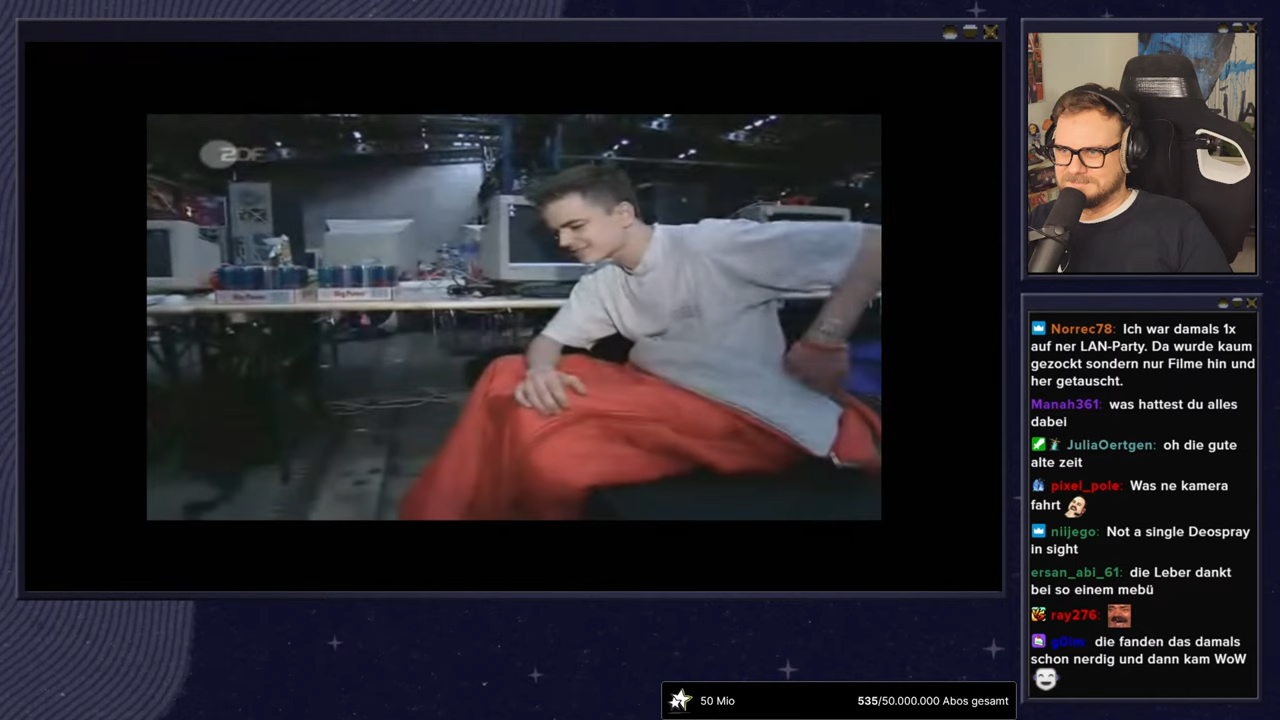 ZDF
Norrec78: Ich war damals 1x
auf ner LAN-Party. Da wurde kaum
gezockt sondern nur Filme hin und
her getauscht.
Manah361: was hattest du alles
dabei
JuliaOertgen: oh die gute
alte zeit
pixel_pole: Was ne kamera
fahrt
niijego: Not a single Deospray
in sight
ersan_abi_61: die Leber dankt
bei so einem mebü
ray276:
g0lm: die fanden das damals
schon nerdig und dann kam WoW
50 Mio
535/50.000.000 Abos gesamt